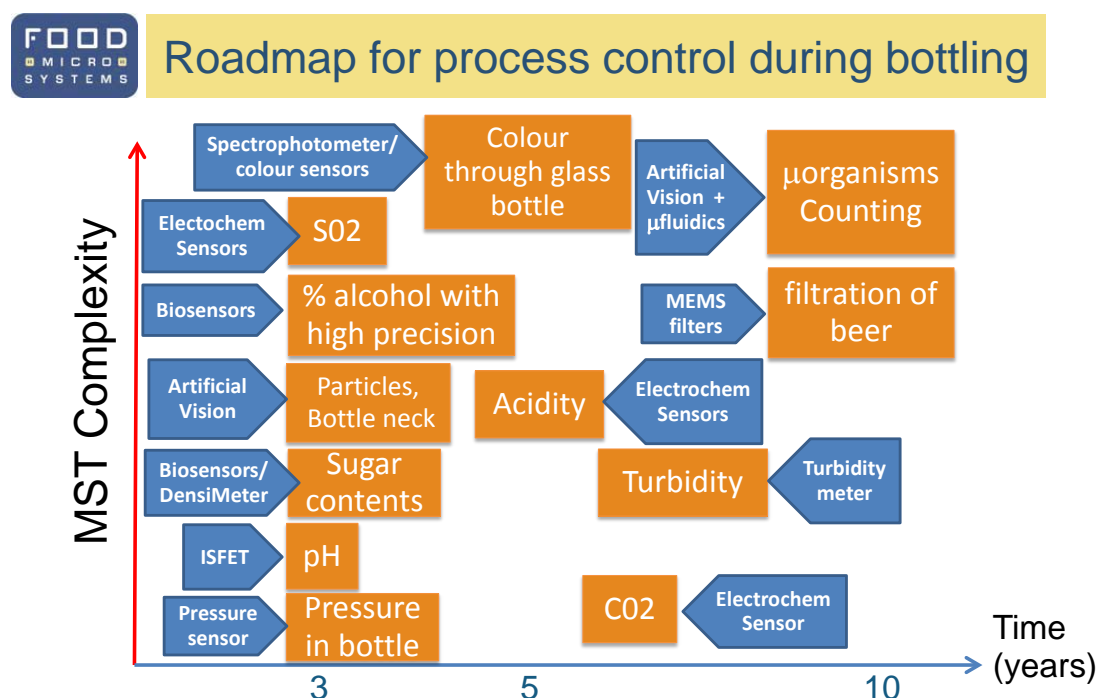 FOOD
MICRO
SYSTEMS
Roadmap for process control during bottling
MST Complexity
Spectrophotometer/
colour sensors
Colour
through glass
bottle
Artificial
Vision +
μfluidics
μorganisms
Counting
Electochem
Sensors
S02
Biosensors
% alcohol with
high precision
MEMS
filters
filtration of
beer
Artificial
Vision
Particles,
Bottle neck
Acidity
Electrochem
Sensors
Biosensors/
DensiMeter
Sugar
contents
Turbidity
Turbidity
meter
ISFET
pH
Pressure
sensor
Pressure
in bottle
C02
Electrochem
Sensor
Time
(years)
3
5
10